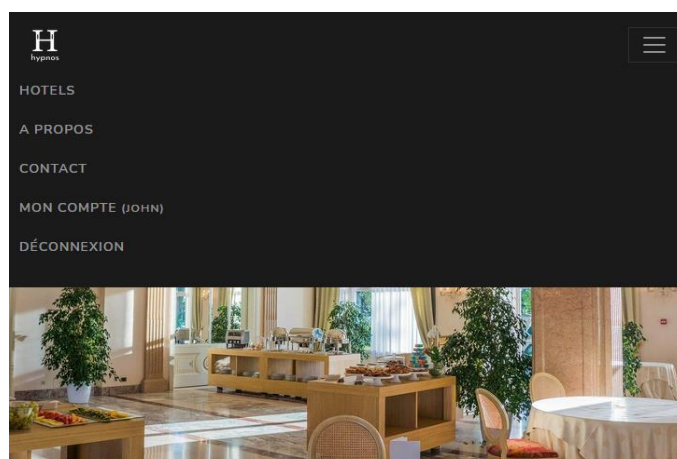 H
hypnos
HOTELS
A PROPOS
CONTACT
MON COMPTE (JOHN)
DÉCONNEXION